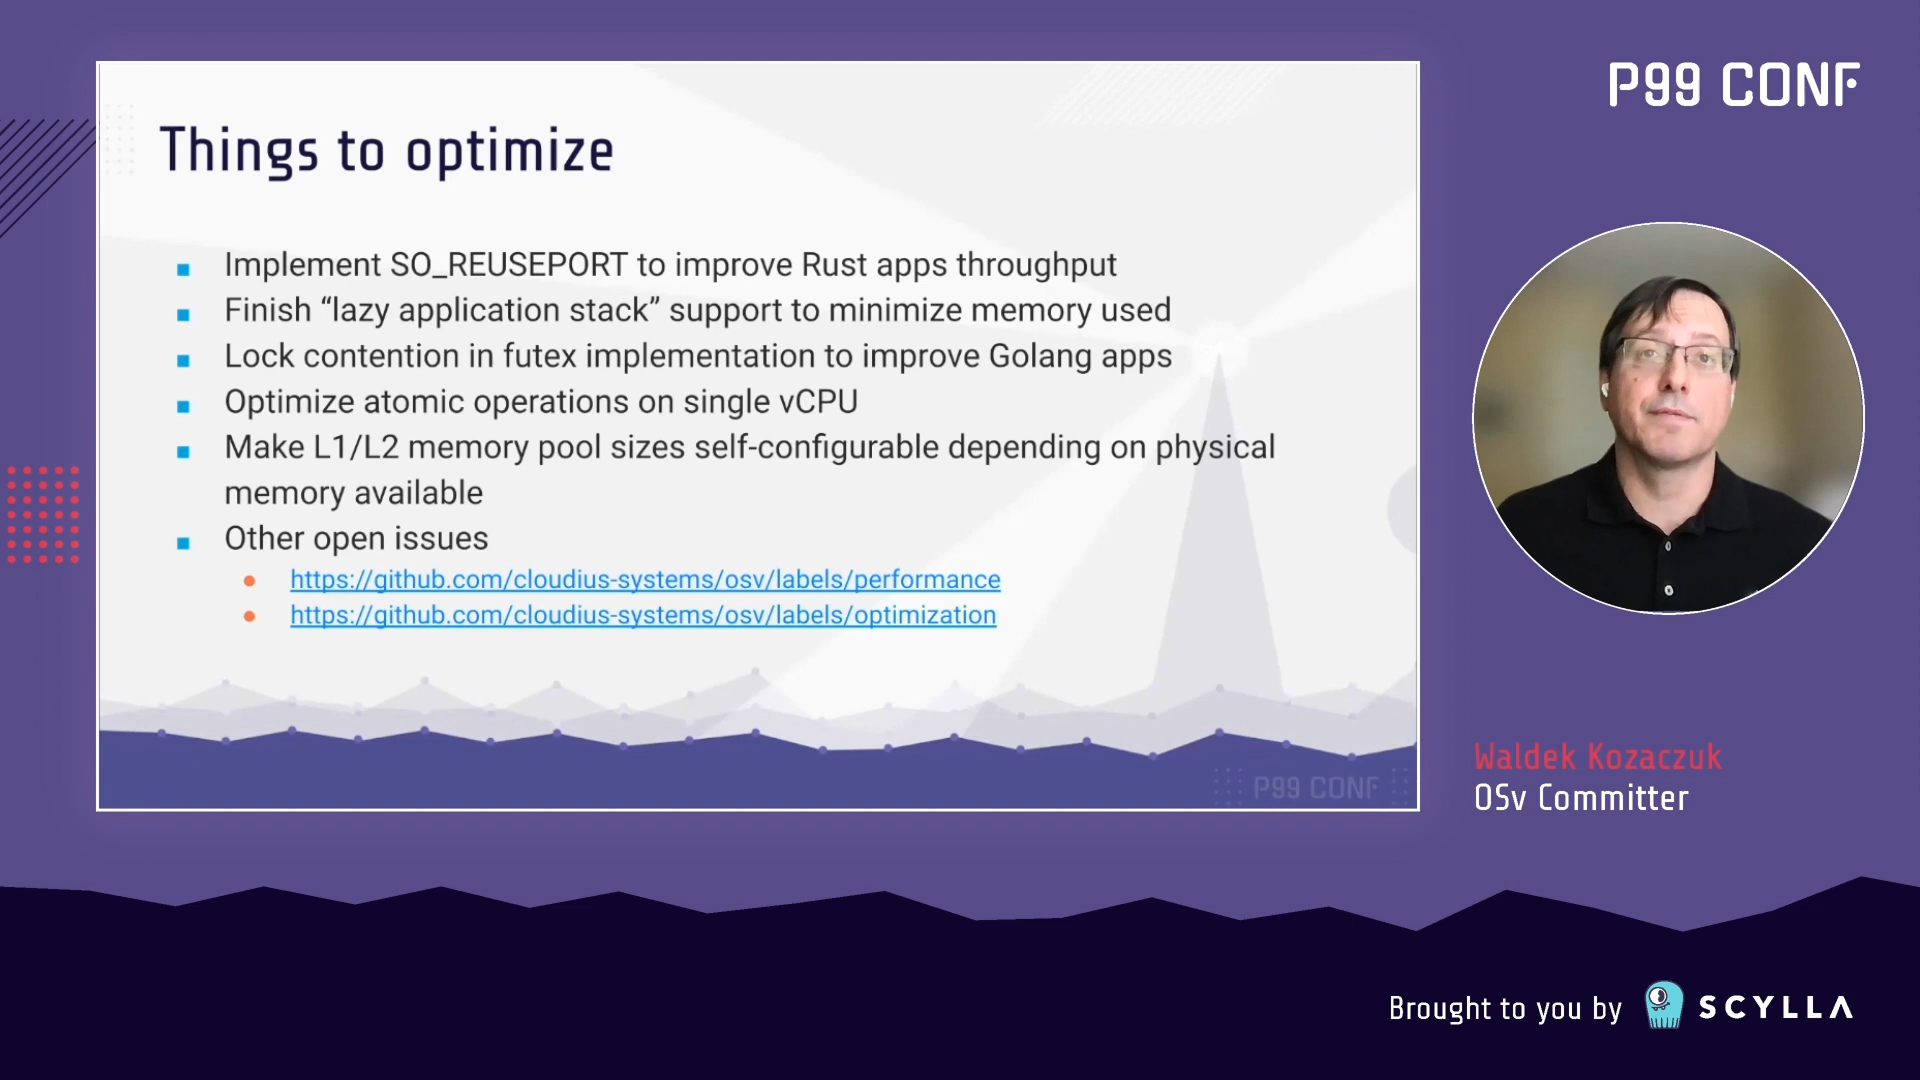 P99 CONF
Things to optimize
Implement SO_REUSEPORT to improve Rust apps throughput
Finish “lazy application stack” support to minimize memory used
Lock contention in futex implementation to improve Golang apps
Optimize atomic operations on single vCPU
Make L1/L2 memory pool sizes self-configurable depending on physical
memory available
Other open issues
https://github.com/cloudius-systems/osv/labels/performance
https://github.com/cloudius-systems/osv/labels/optimization
P99 CONF
Waldek Kozaczuk
OSv Committer
Brought to you by SCYLLA